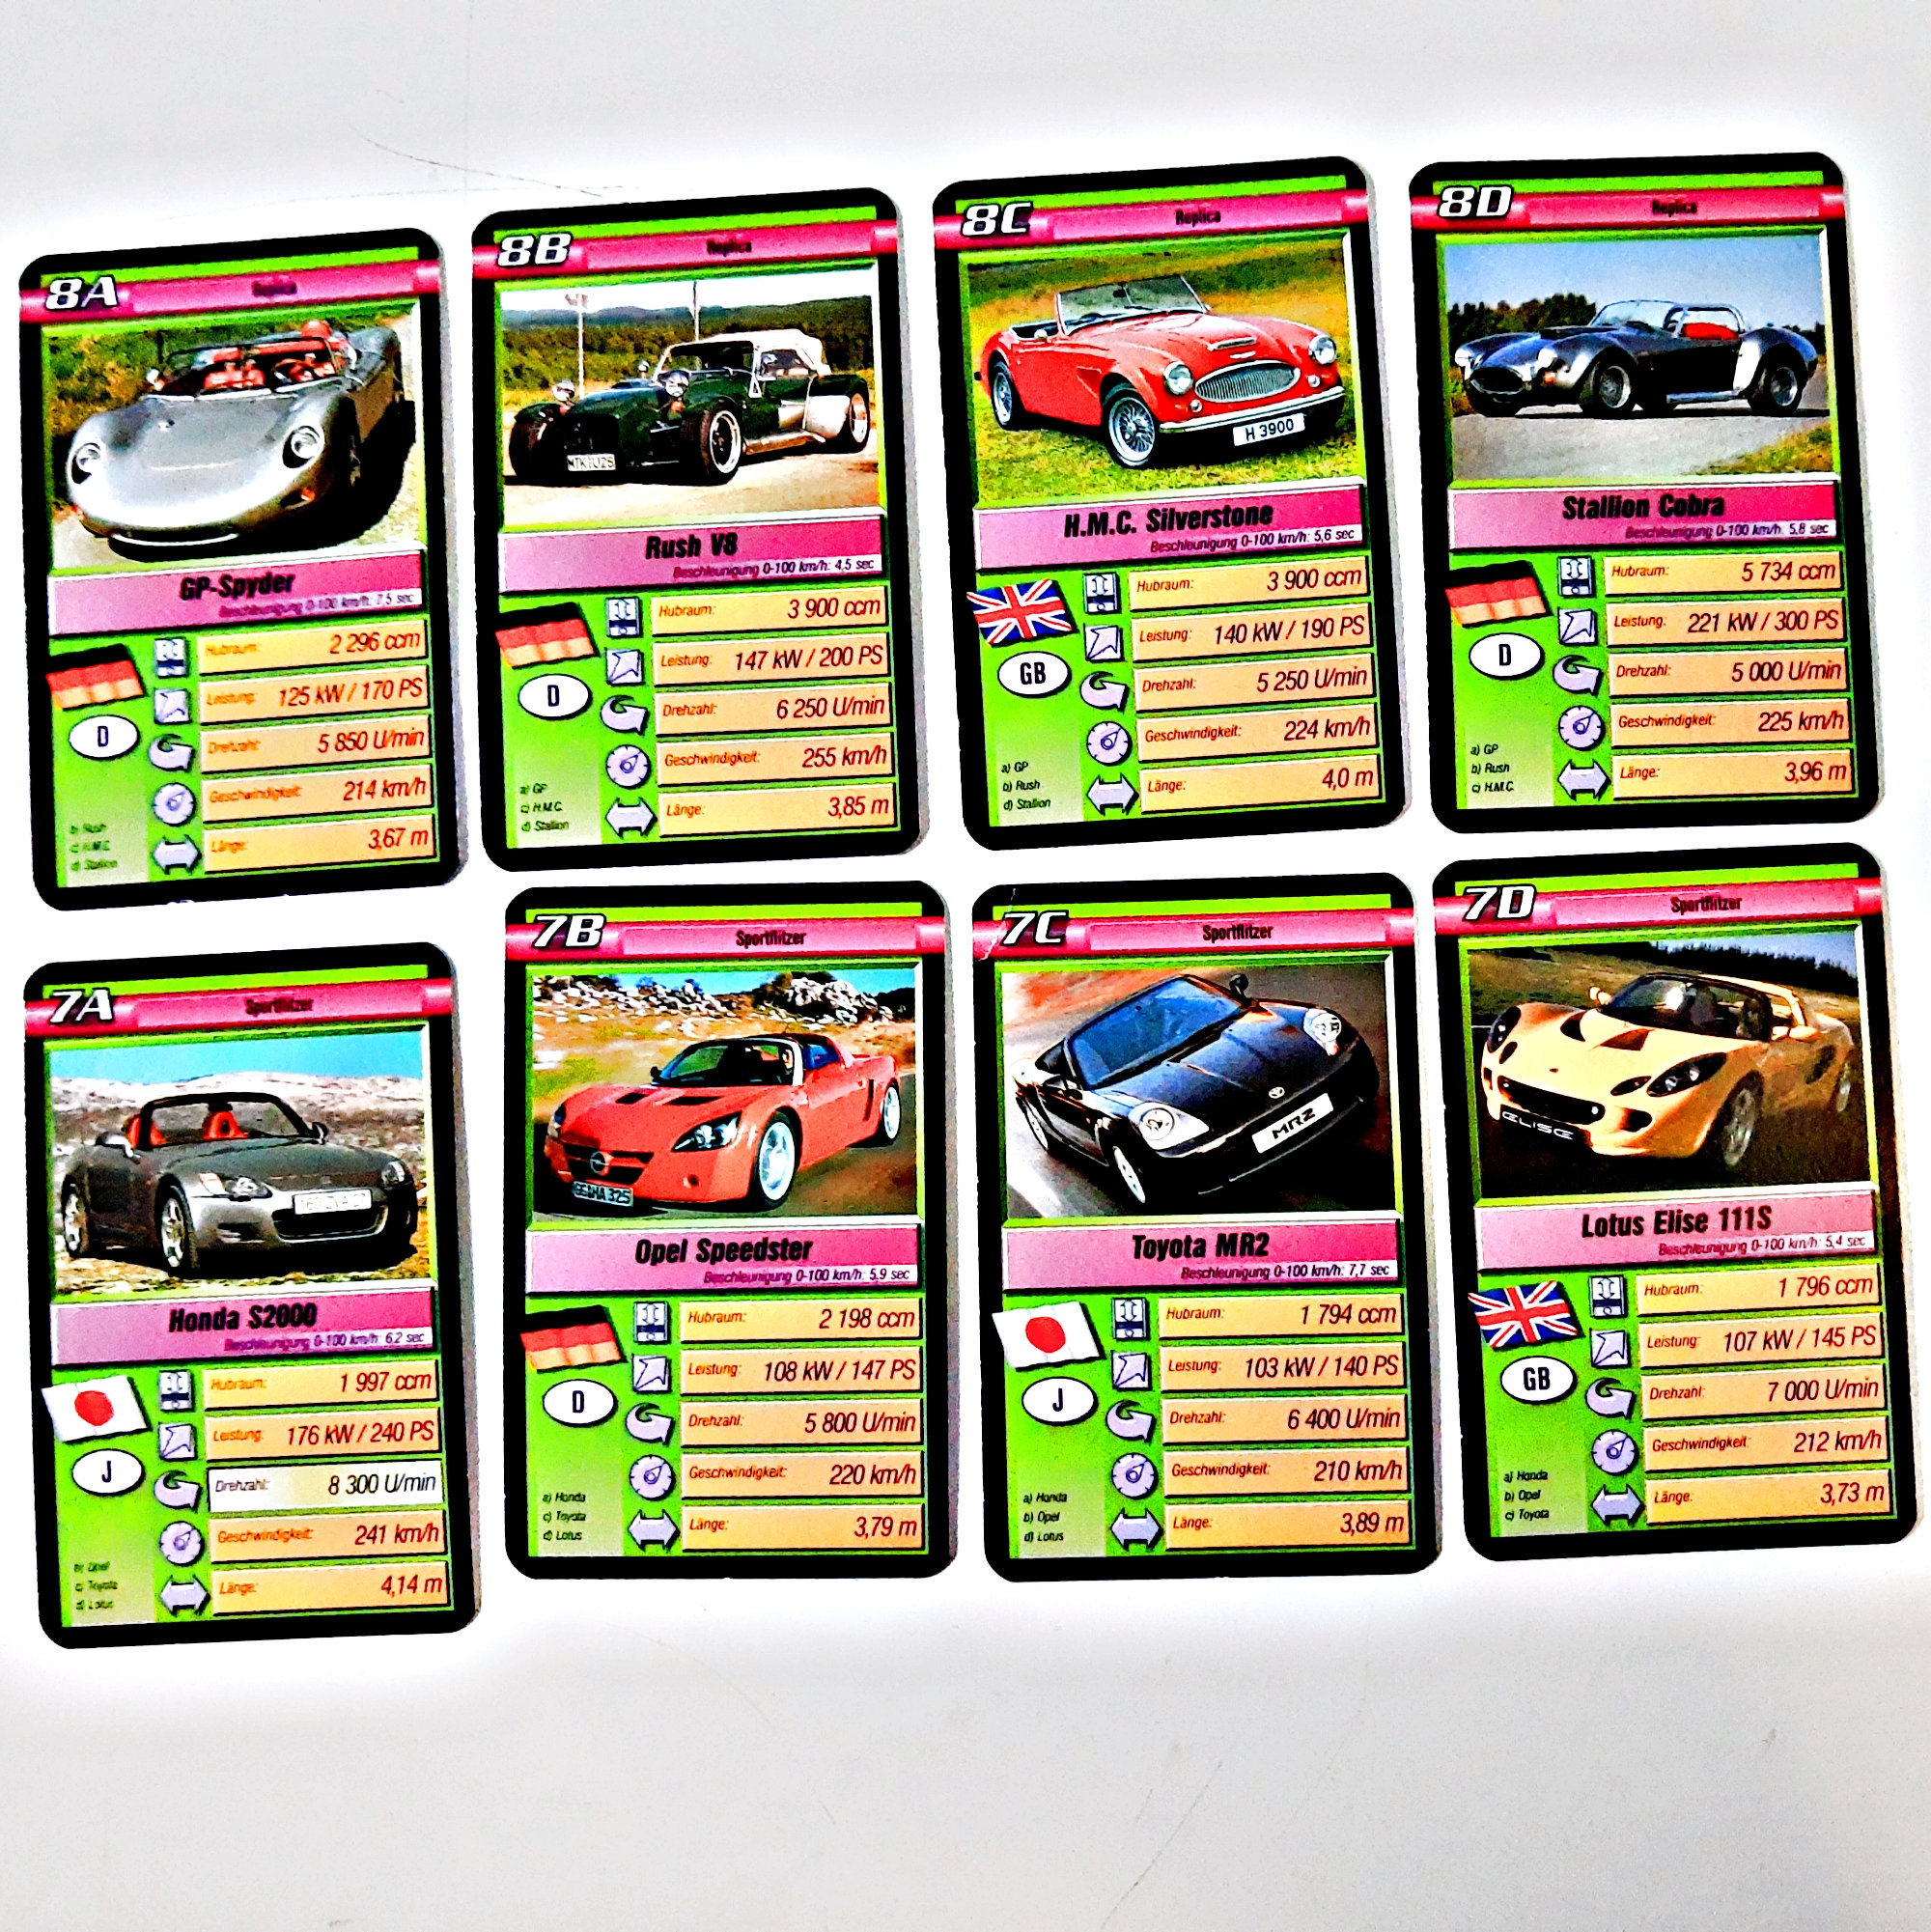 8A
Replica
GP-Spyder
Beschleunigung 0-100 km/h: 7,5 sec
D
Hubraum: 2 296 ccm
Leistung: 125 kW / 170 PS
Drehzahl: 5 850 U/min
Geschwindigkeit: 214 km/h
Länge: 3,67 m
b) Rush
c) H.M.C.
d) Stallion
8B
Replica
MTK U 25
Rush V8
Beschleunigung 0-100 km/h: 4,5 sec
D
Hubraum: 3 900 ccm
Leistung: 147 kW / 200 PS
Drehzahl: 6 250 U/min
Geschwindigkeit: 255 km/h
Länge: 3,85 m
a) GP
c) H.M.C.
d) Stallion
8C
Replica
H 3900
H.M.C. Silverstone
Beschleunigung 0-100 km/h: 5,6 sec
GB
Hubraum: 3 900 ccm
Leistung: 140 kW / 190 PS
Drehzahl: 5 250 U/min
Geschwindigkeit: 224 km/h
Länge: 4,0 m
a) GP
b) Rush
d) Stallion
8D
Replica
Stallion Cobra
Beschleunigung 0-100 km/h: 5,8 sec
D
Hubraum: 5 734 ccm
Leistung: 221 kW / 300 PS
Drehzahl: 5 000 U/min
Geschwindigkeit: 225 km/h
Länge: 3,96 m
a) GP
b) Rush
c) H.M.C.
7A
Sportflitzer
Honda S2000
Beschleunigung 0-100 km/h: 6,2 sec
J
Hubraum: 1 997 ccm
Leistung: 176 kW / 240 PS
Drehzahl: 8 300 U/min
Geschwindigkeit: 241 km/h
Länge: 4,14 m
b) Opel
c) Toyota
d) Lotus
7B
Sportflitzer
GG HA 325
Opel Speedster
Beschleunigung 0-100 km/h: 5,9 sec
D
Hubraum: 2 198 ccm
Leistung: 108 kW / 147 PS
Drehzahl: 5 800 U/min
Geschwindigkeit: 220 km/h
Länge: 3,79 m
a) Honda
c) Toyota
d) Lotus
7C
Sportflitzer
MR2
Toyota MR2
Beschleunigung 0-100 km/h: 7,7 sec
J
Hubraum: 1 794 ccm
Leistung: 103 kW / 140 PS
Drehzahl: 6 400 U/min
Geschwindigkeit: 210 km/h
Länge: 3,89 m
a) Honda
b) Opel
d) Lotus
7D
Sportflitzer
ELISE
Lotus Elise 111S
Beschleunigung 0-100 km/h: 5,4 sec
GB
Hubraum: 1 796 ccm
Leistung: 107 kW / 145 PS
Drehzahl: 7 000 U/min
Geschwindigkeit: 212 km/h
Länge: 3,73 m
a) Honda
b) Opel
c) Toyota